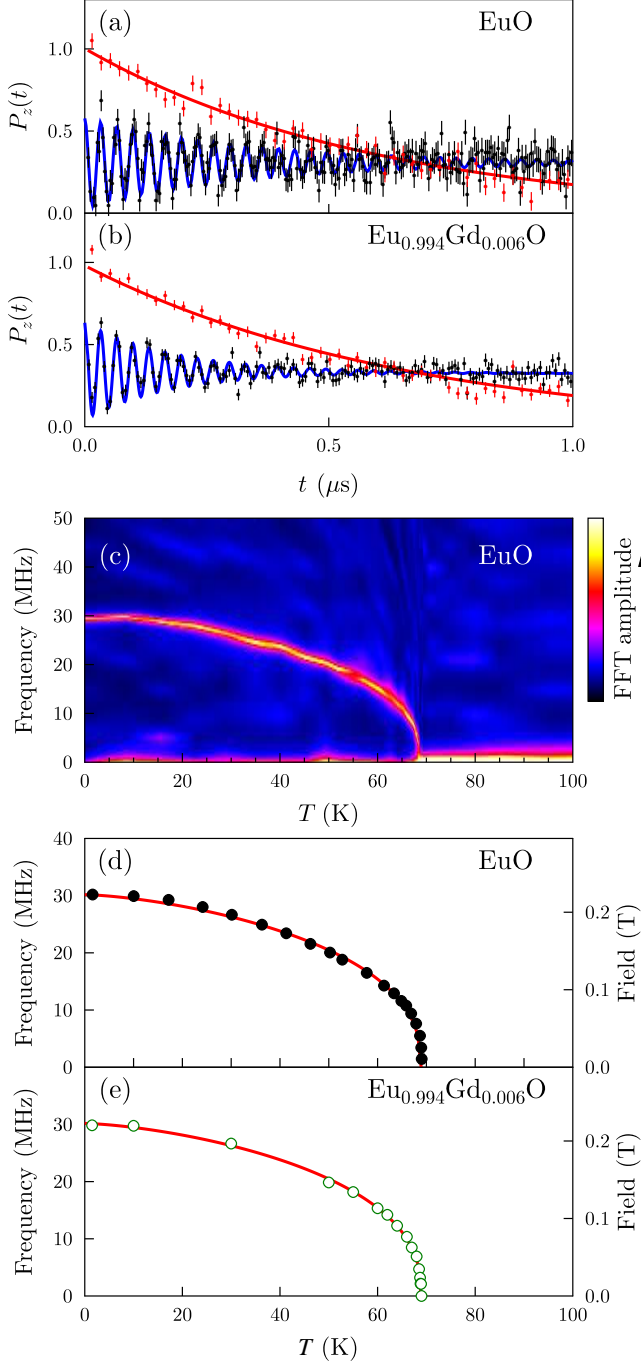 (a) EuO
1.0
0.5
0.0
P_z(t)
(b) Eu₀.₉₉₄Gd₀.₀₀₆O
1.0
0.5
0.0
P_z(t)
0.0 0.5 1.0
t (μs)
(c) EuO
50
40
30
20
10
0
Frequency (MHz)
0 20 40 60 80 100
T (K)
FFT amplitude
(d) EuO
40
30
20
10
0
Frequency (MHz)
0.2
0.1
0.0
Field (T)
(e) Eu₀.₉₉₄Gd₀.₀₀₆O
30
20
10
0
Frequency (MHz)
0.2
0.1
0.0
Field (T)
0 20 40 60 80 100
T (K)